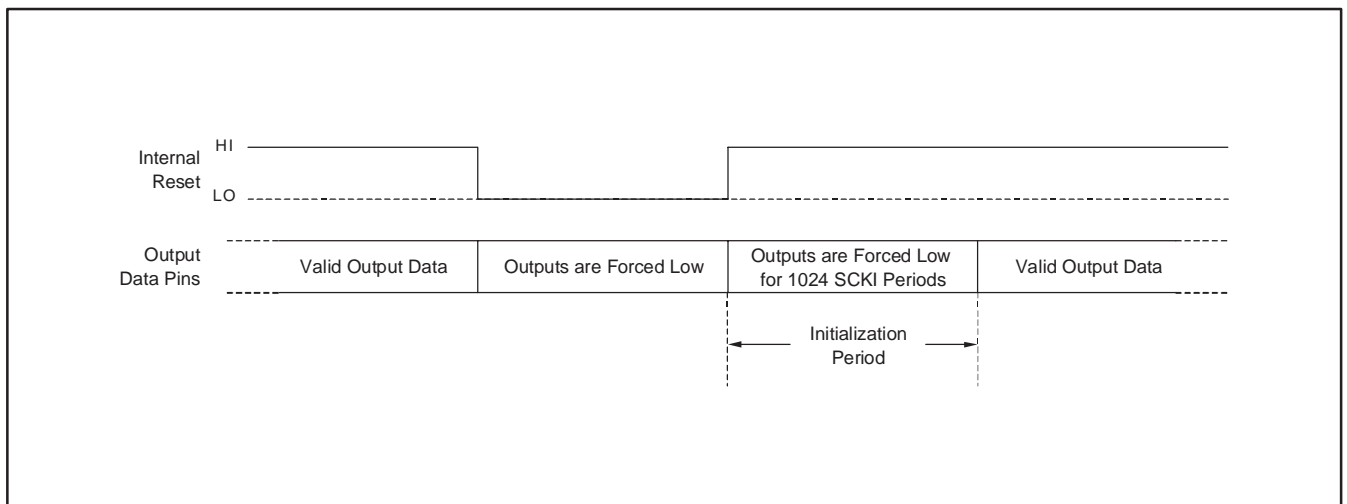 HI
Internal
Reset
LO
Output
Data Pins
Valid Output Data
Outputs are Forced Low
Outputs are Forced Low
for 1024 SCKI Periods
Valid Output Data
Initialization
Period